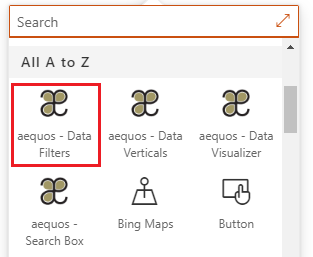 Search
All A to Z
aequos - Data
Filters
aequos - Data
Verticals
aequos - Data
Visualizer
aequos -
Search Box
Bing Maps
Button